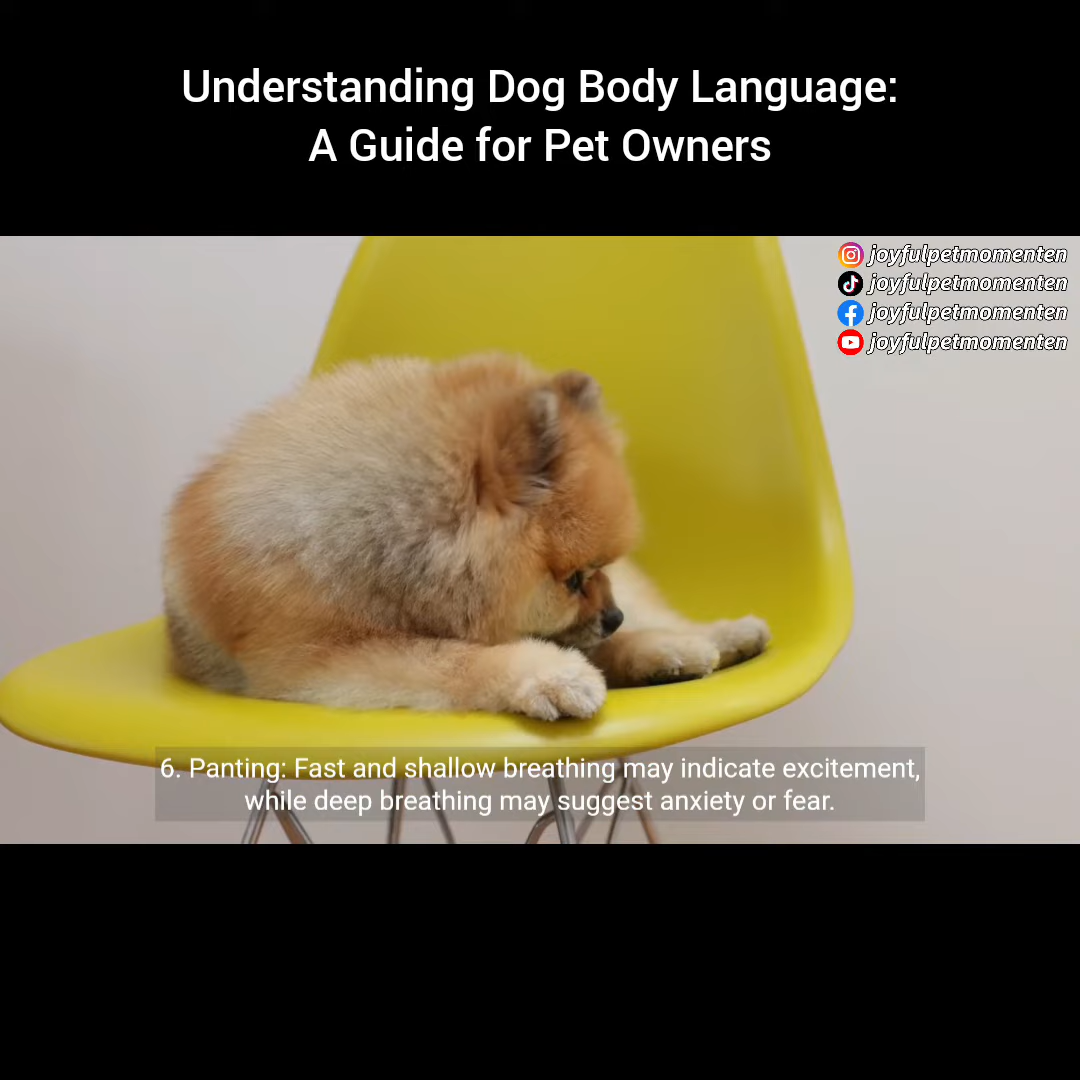 Understanding Dog Body Language:
A Guide for Pet Owners
joyfulpetmomenten
joyfulpetmomenten
joyfulpetmomenten
joyfulpetmomenten
6. Panting: Fast and shallow breathing may indicate excitement,
while deep breathing may suggest anxiety or fear.